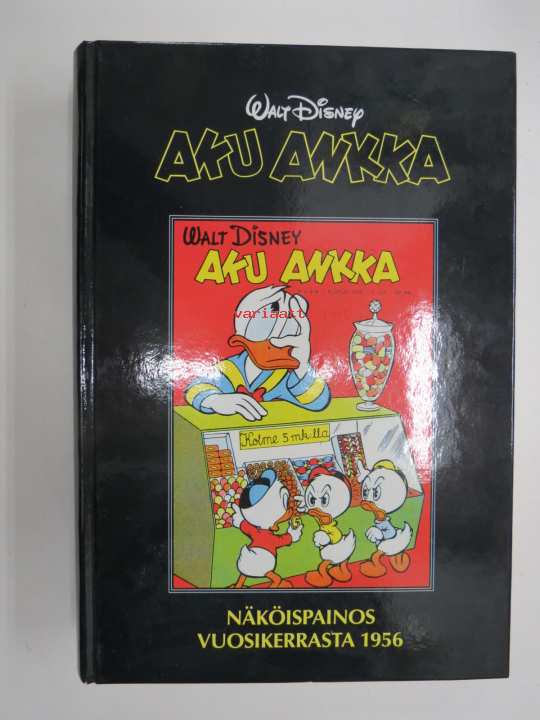 WALT DISNEY
AKU ANKKA
WALT DISNEY
AKU ANKKA
Kolme 5 mk:lla
NÄKÖISPAINOS
VUOSIKERRASTA 1956